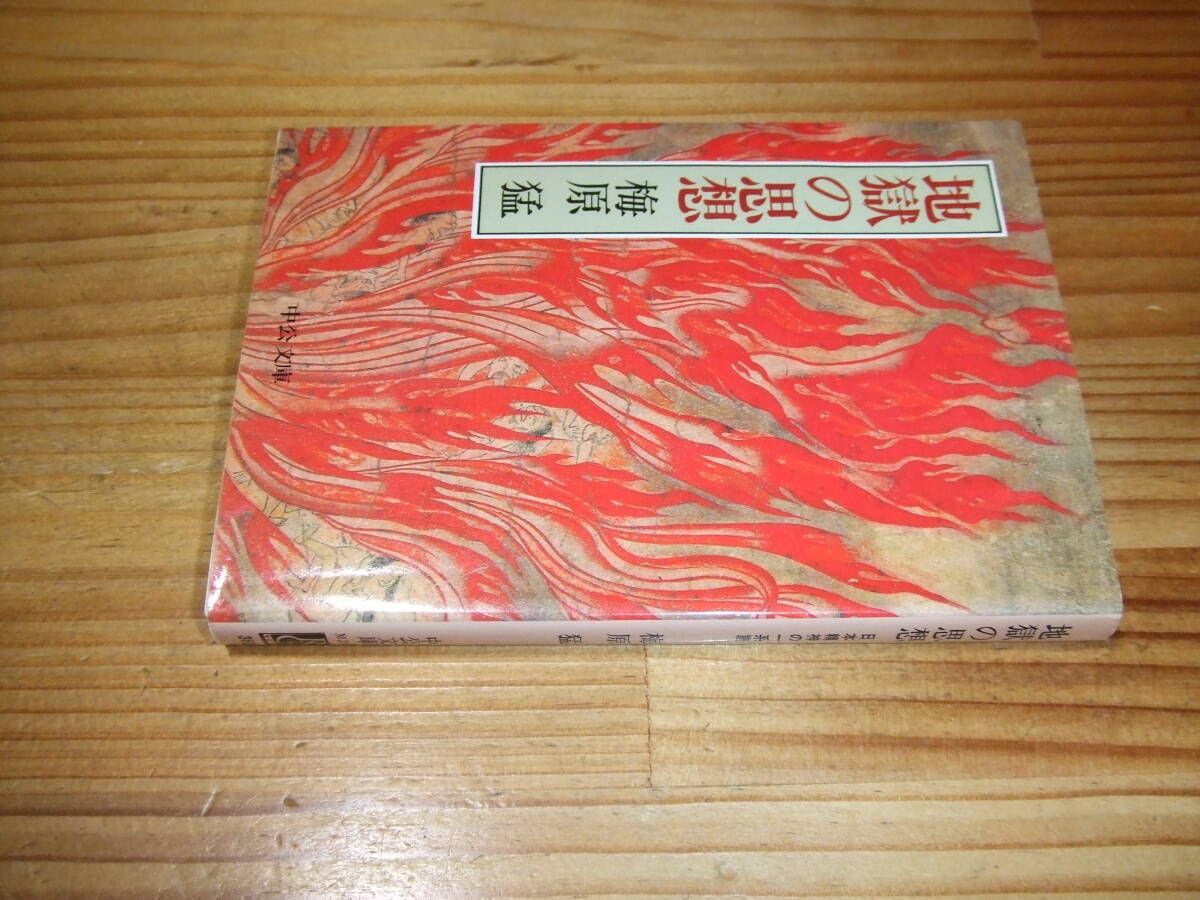 地獄の思想
梅原 猛
中公文庫
地獄の思想
日本精神の一系譜
梅原 猛
中公文庫